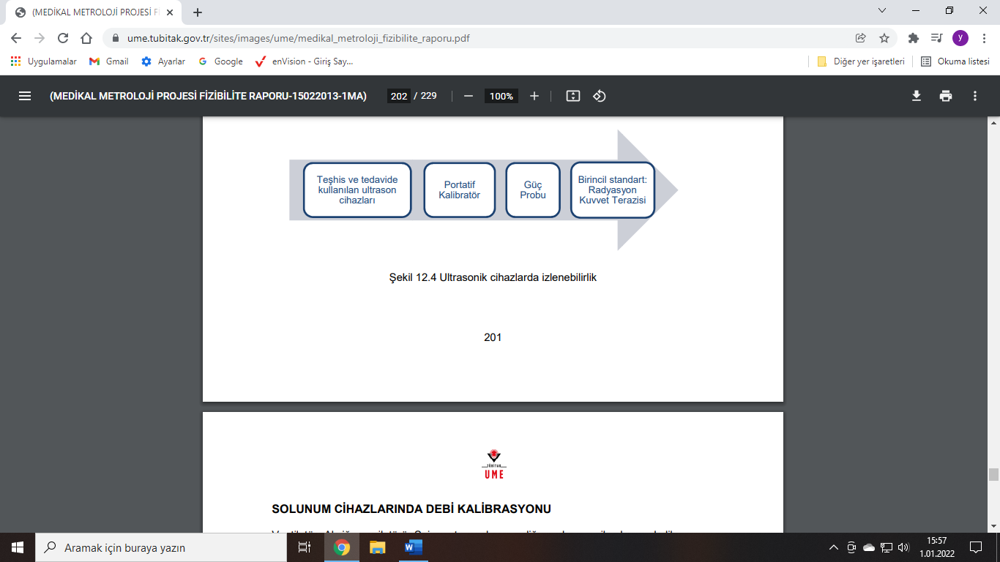 (MEDİKAL METROLOJİ PROJESİ F
ume.tubitak.gov.tr/sites/images/ume/medikal_metroloji_fizibilite_raporu.pdf
y
Uygulamalar
Gmail
Ayarlar
Google
enVision - Giriş Say...
Diğer yer işaretleri
Okuma listesi
(MEDİKAL METROLOJİ PROJESİ FİZİBİLİTE RAPORU-15022013-1MA)
202 / 229
100%
Teşhis ve tedavide
kullanılan ultrason
cihazları
Portatif
Kalibratör
Güç
Probu
Birincil standart:
Radyasyon
Kuvvet Terazisi
Şekil 12.4 Ultrasonik cihazlarda izlenebilirlik
201
TÜBİTAK
UME
SOLUNUM CİHAZLARINDA DEBİ KALİBRASYONU
Aramak için buraya yazın
15:57
1.01.2022